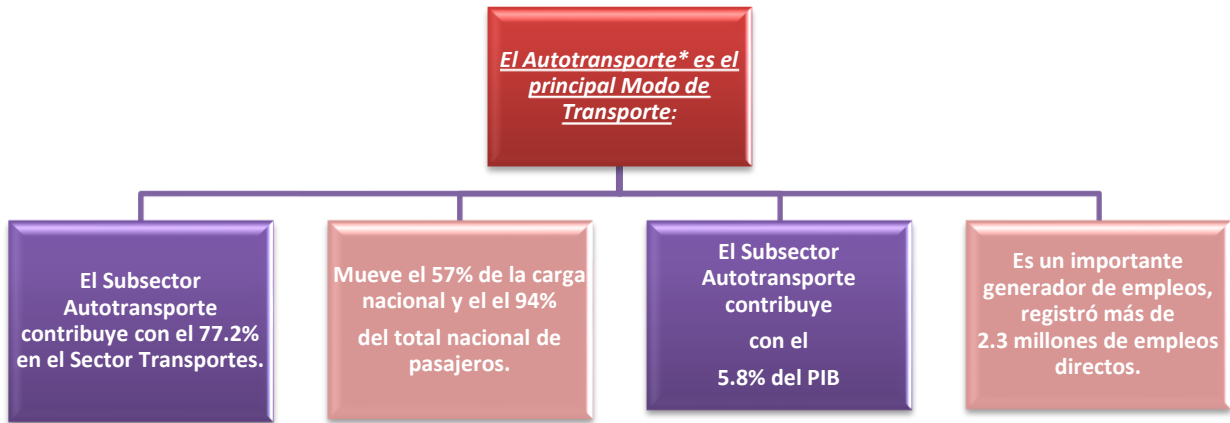 El Autotransporte* es el
principal Modo de
Transporte:
El Subsector
Autotransporte
contribuye con el 77.2%
en el Sector Transportes.
Mueve el 57% de la carga
nacional y el el 94%
del total nacional de
pasajeros.
El Subsector
Autotransporte
contribuye
con el
5.8% del PIB
Es un importante
generador de empleos,
registró más de
2.3 millones de empleos
directos.